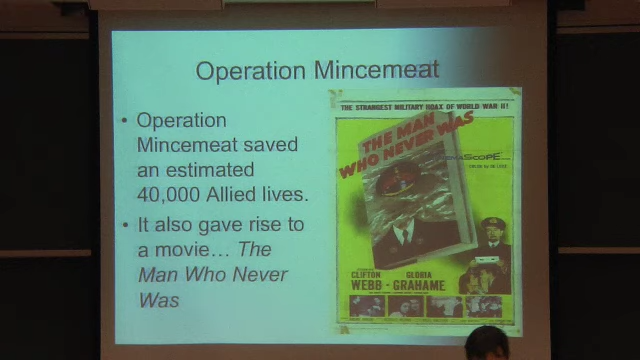 Operation Mincemeat
• Operation
Mincemeat saved
an estimated
40,000 Allied lives.
• It also gave rise to
a movie… The
Man Who Never
Was
THE STRANGEST MILITARY HOAX OF WORLD WAR II!
THE MAN
WHO NEVER WAS
CINEMASCOPE
CLIFTON GLORIA
WEBB - GRAHAME